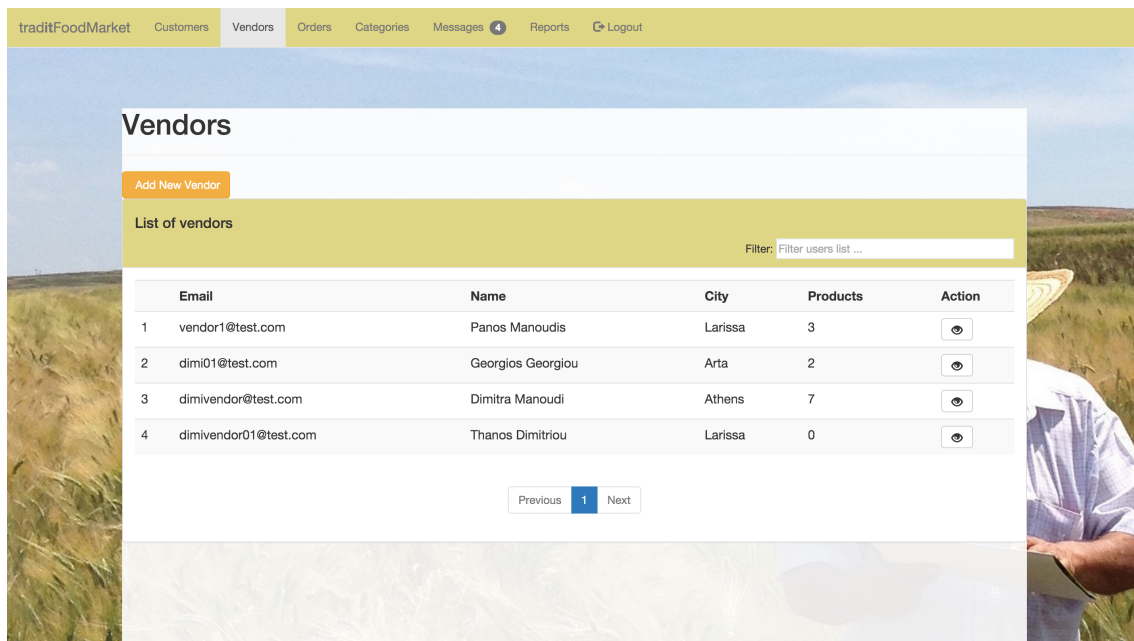 traditFoodMarket Customers Vendors Orders Categories Messages 4 Reports Logout
Vendors
Add New Vendor
List of vendors
Filter: Filter users list ...
Email Name City Products Action
1 vendor1@test.com Panos Manoudis Larissa 3
2 dimi01@test.com Georgios Georgiou Arta 2
3 dimivendor@test.com Dimitra Manoudi Athens 7
4 dimivendor01@test.com Thanos Dimitriou Larissa 0
Previous 1 Next